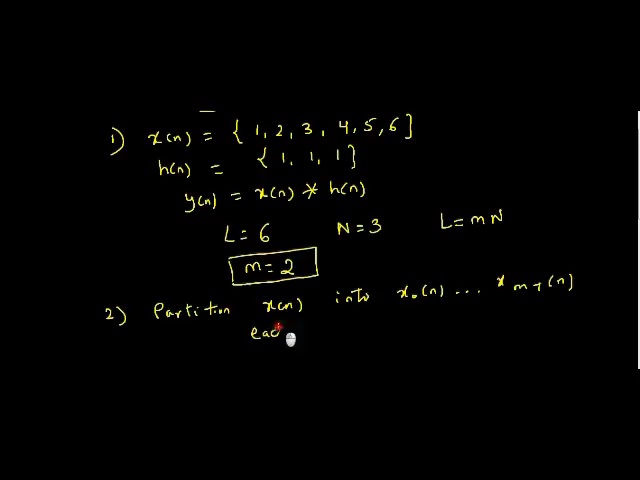 1) x(n) = { 1, 2, 3, 4, 5, 6 ]
h(n) = { 1, 1, 1 ]
y(n) = x(n) * h(n)
L = 6 N = 3 L = mN
m = 2
2) Partition x(n) into x₀(n) ... x m-1 (n)
eac